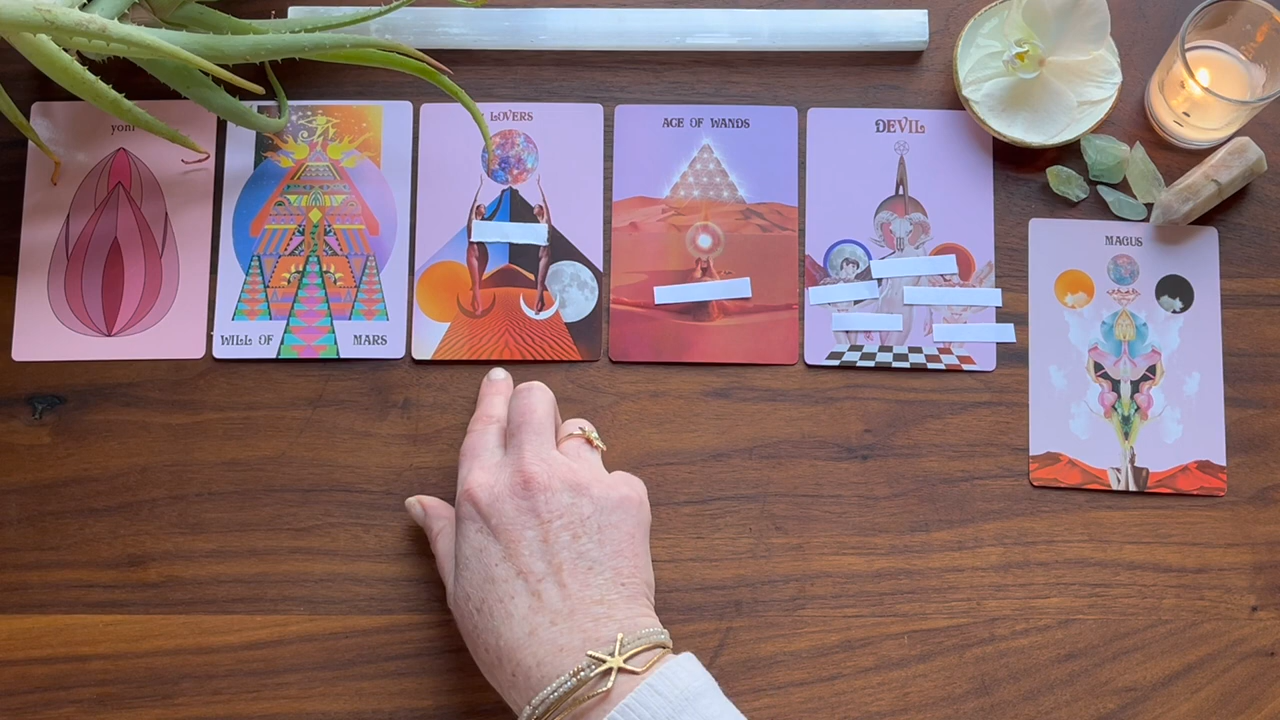 yoni
WILL OF MARS
LOVERS
ACE OF WANDS
DEVIL
MAGUS